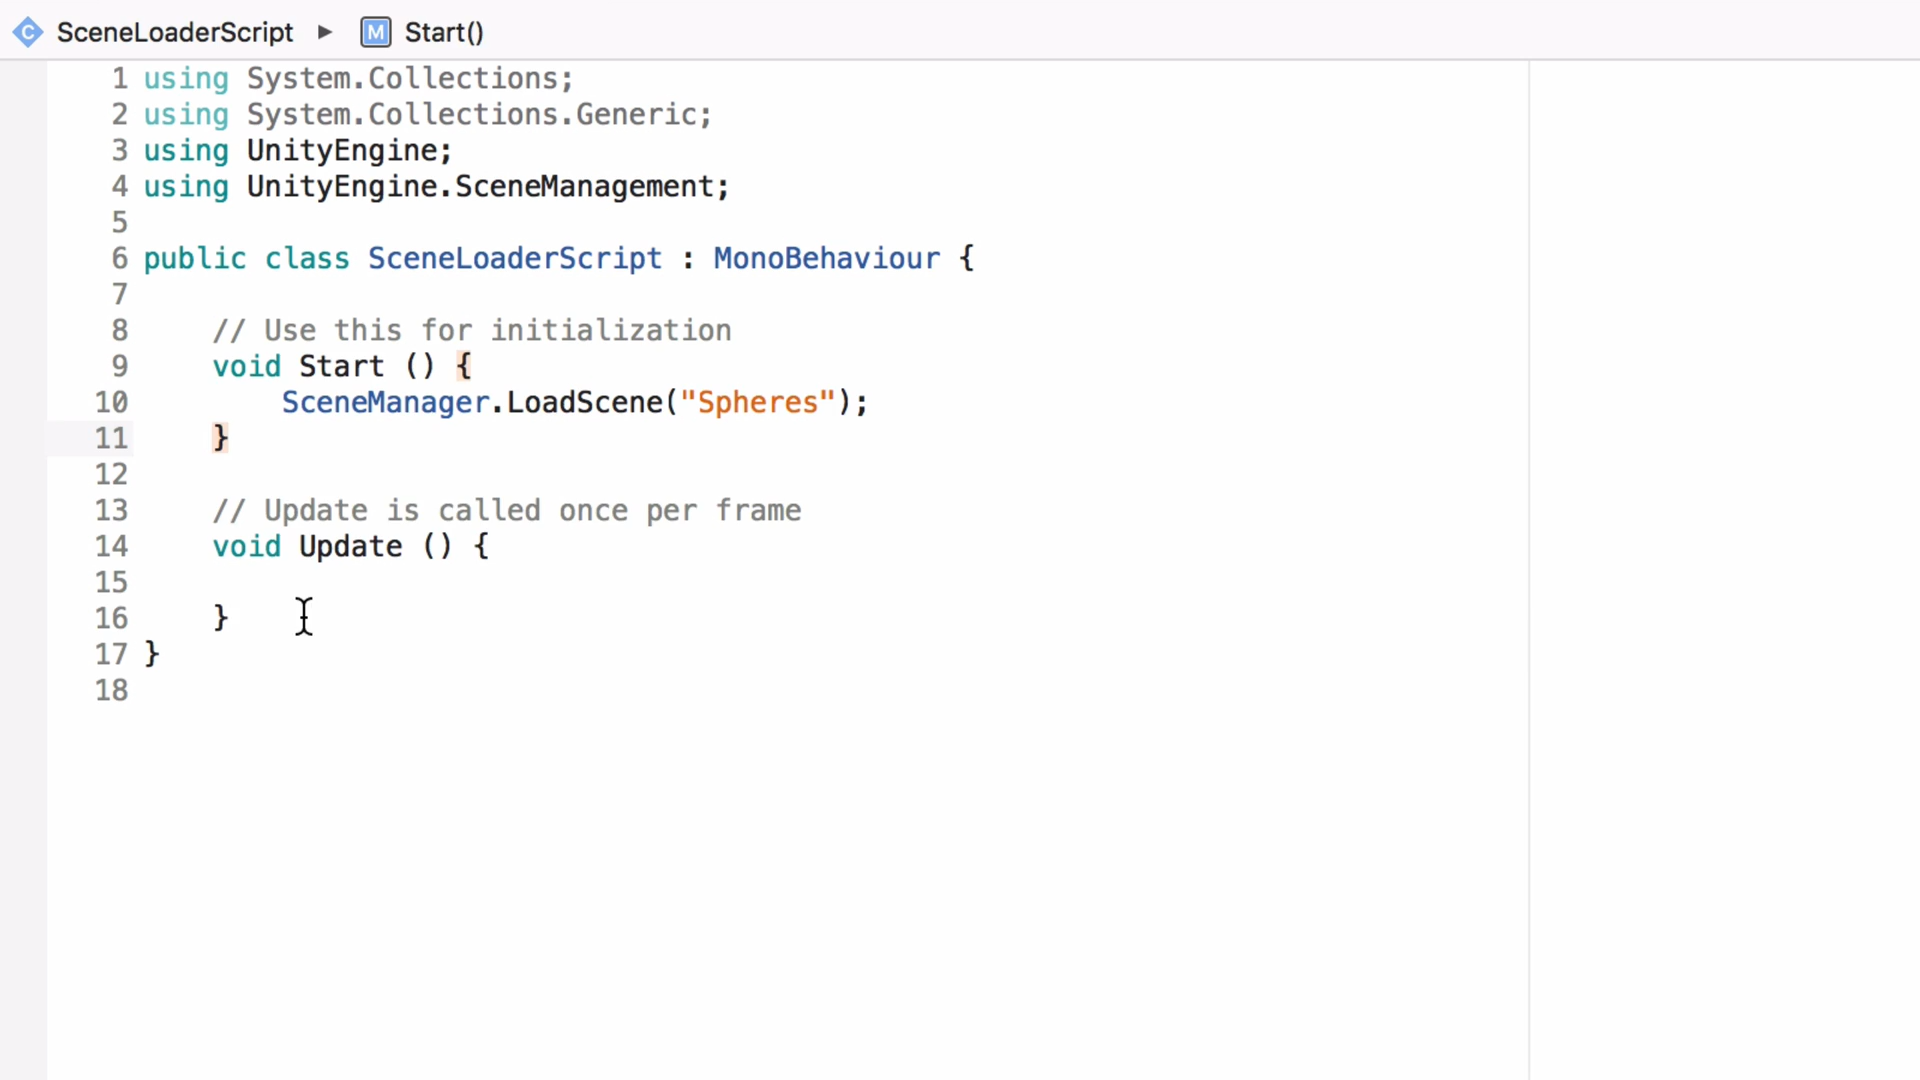 C SceneLoaderScript ▶ M Start()
1 using System.Collections;
2 using System.Collections.Generic;
3 using UnityEngine;
4 using UnityEngine.SceneManagement;
5
6 public class SceneLoaderScript : MonoBehaviour {
7
8     // Use this for initialization
9     void Start () {
10         SceneManager.LoadScene("Spheres");
11     }
12
13     // Update is called once per frame
14     void Update () {
15
16     }
17 }
18